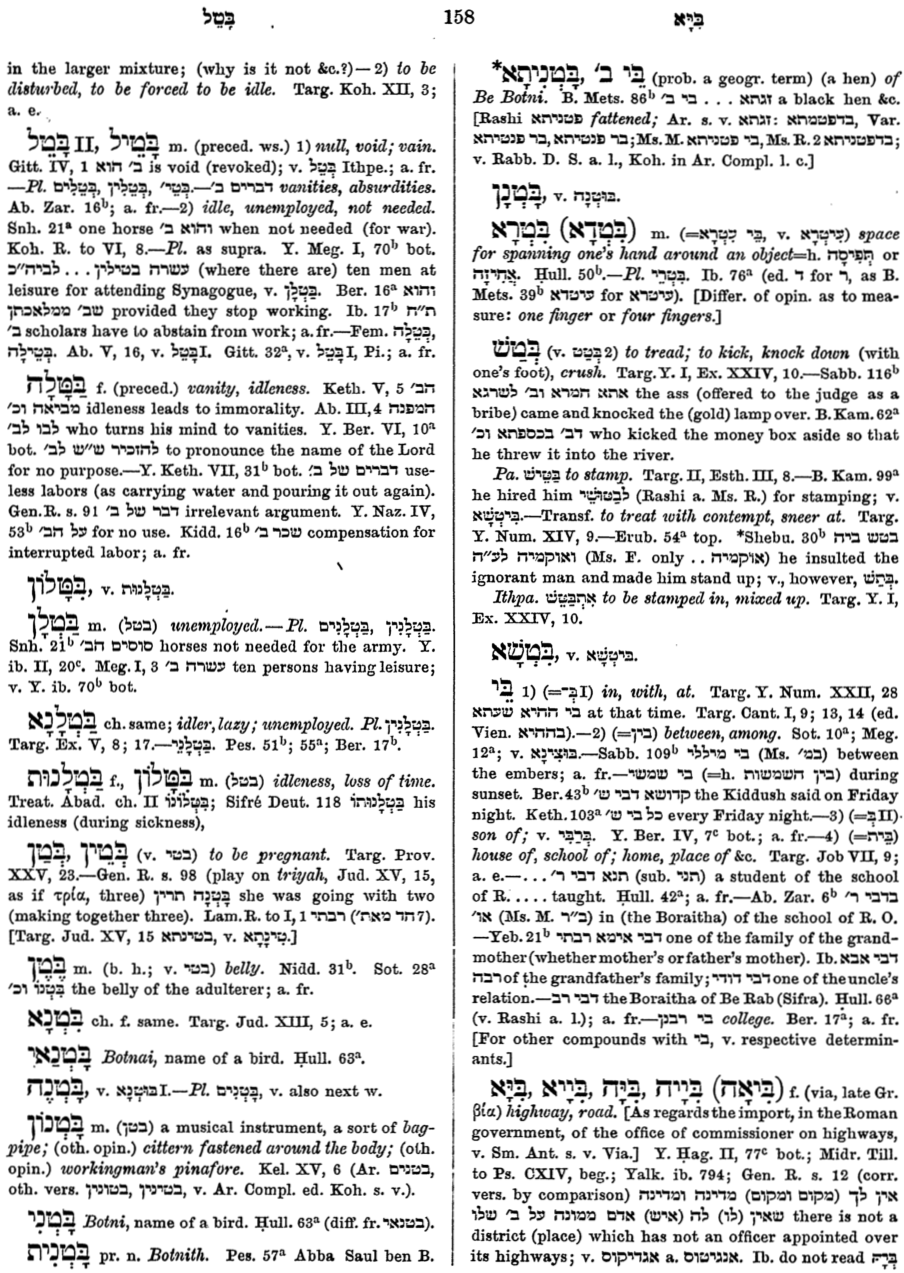 בָּטֵל
158
בִּיָּא
in the larger mixture; (why is it not &c.?)—2) to be
disturbed, to be forced to be idle. Targ. Koh. XII, 3;
a. e.
בָּטֵל II, בָּטֵיל m. (preced. ws.) 1) null, void; vain.
Gitt. IV, 1 ב׳ הוא is void (revoked); v. בָּטֵל Ithpe.; a. fr.
—Pl. בְּטֵלִים, בְּטֵלִין, בְּטֵי׳.—דברים ב׳ vanities, absurdities.
Ab. Zar. 16b; a. fr.—2) idle, unemployed, not needed.
Snh. 21a one horse והוא ב׳ when not needed (for war).
Koh. R. to VI, 8.—Pl. as supra. Y. Meg. I, 70b bot.
עשרה בטילין ... לביה״כ (where there are) ten men at
leisure for attending Synagogue, v. בַּטְלָן. Ber. 16a והוא
שב׳ ממלאכתן provided they stop working. Ib. 17b ת״ח
ב׳ scholars have to abstain from work; a. fr.—Fem. בְּטֵלָה,
בְּטֵילָה. Ab. V, 16, v. בָּטֵל I. Gitt. 32a, v. בָּטֵל I, Pi.; a. fr.
בַּטָּלָה f. (preced.) vanity, idleness. Keth. V, 5 הב׳
מביאה וכ׳ idleness leads to immorality. Ab. III, 4 המפנה
לבו לב׳ who turns his mind to vanities. Y. Ber. VI, 10a
bot. להזכיר ש״ש לב׳ to pronounce the name of the Lord
for no purpose.—Y. Keth. VII, 31b bot. דברים של ב׳ use-
less labors (as carrying water and pouring it out again).
Gen. R. s. 91 דבר של ב׳ irrelevant argument. Y. Naz. IV,
53b על הב׳ for no use. Kidd. 16b שכר ב׳ compensation for
interrupted labor; a. fr.
בִּטָּלוֹן, v. בַּטְלָנוּת.
בַּטְלָן m. (בטל) unemployed.—Pl. בַּטְלָנִים, בַּטְלָנִין.
Snh. 21b סוסים הב׳ horses not needed for the army. Y.
ib. II, 20c. Meg. I, 3 עשרה ב׳ ten persons having leisure;
v. Y. ib. 70b bot.
בַּטְלָנָא ch. same; idler, lazy; unemployed. Pl. בַּטְלָנִין.
Targ. Ex. V, 8; 17.—בַּטְלָנֵי. Pes. 51b; 55a; Ber. 17b.
בַּטְלָנוּת f., בִּטָּלוֹן m. (בטל) idleness, loss of time.
Treat. Abad. ch. II בִּטְלוֹנוֹ; Sifré Deut. 118 בַּטְלָנוּתוֹ his
idleness (during sickness),
בְּטֵין, בְּטַן (v. בטי) to be pregnant. Targ. Prov.
XXV, 23.—Gen. R. s. 98 (play on triyah, Jud. XV, 15,
as if τρία, three) בָּטְנָה תרין she was going with two
(making together three). Lam. R. to I, 1 רבתי (חד מאת׳ 7).
[Targ. Jud. XV, 15 בטינתא, v. טִינְתָא.]
בֶּטֶן m. (b. h.; v. בטי) belly. Nidd. 31b. Sot. 28a
בִּטְנוֹ וכ׳ the belly of the adulterer; a. fr.
בִּטְנָא ch. f. same. Targ. Jud. XIII, 5; a. e.
בָּטְנַאי Botnai, name of a bird. Ḥull. 63a.
בָּטְנָה, v. בּוּטְנָא I.—Pl. בָּטְנִים, v. also next w.
בַּטְנוּן m. (בטן) a musical instrument, a sort of bag-
pipe; (oth. opin.) cittern fastened around the body; (oth.
opin.) workingman's pinafore. Kel. XV, 6 (Ar. בטנים,
oth. vers. בטינין, בטונין, v. Ar. Compl. ed. Koh. s. v.).
בָּטְנִי Botni, name of a bird. Ḥull. 63a (diff. fr. בטנאי).
בָּטְנִית pr. n. Botnith. Pes. 57a Abba Saul ben B.
*בֵּי ב׳, בָּטְנִיתָא (prob. a geogr. term) (a hen) of
Be Botni. B. Mets. 86b זגתא ... בי ב׳ a black hen &c.
[Rashi פטניתא fattened; Ar. s. v. זגתא: בדפטמתא, Var.
בדפטניתא; Ms. M. בי פטניתא, Ms. R. 2 בר פנטיתא, בר פנטיתא;
v. Rabb. D. S. a. l., Koh. in Ar. Compl. l. c.]
בָּטְנָן, v. בּוּטְנָה.
בִּטְרָא (בִּטְדָא) m. (=בֵּי עִטְרָא, v. עִיטְרָא) space
for spanning one's hand around an object=h. תְּפִיסָה or
אֲחִיזָה. Ḥull. 50b.—Pl. בִּטְרֵי. Ib. 76a (ed. ד for ר, as B.
Mets. 39b עיטדא for עיטרא). [Differ. of opin. as to mea-
sure: one finger or four fingers.]
בְּטַשׁ (v. בטט 2) to tread; to kick, knock down (with
one's foot), crush. Targ. Y. I, Ex. XXIV, 10.—Sabb. 116b
אתא חמרא וב׳ לשרגא the ass (offered to the judge as a
bribe) came and knocked the (gold) lamp over. B. Kam. 62a
דב׳ בכספתא וכ׳ who kicked the money box aside so that
he threw it into the river.
Pa. בַּטֵּישׁ to stamp. Targ. II, Esth. III, 8.—B. Kam. 99a
he hired him לְבַטּוּשֵׁי (Rashi a. Ms. R.) for stamping; v.
בִּיטְשָׁא.—Transf. to treat with contempt, sneer at. Targ.
Y. Num. XIV, 9.—Erub. 54a top. *Shebu. 30b בטש ביה
ואוקמיה לע״ה (Ms. F. only .. אוֹקמיה) he insulted the
ignorant man and made him stand up; v., however, בְּהַשׁ.
Ithpa. אִתְבַּטֵּשׁ to be stamped in, mixed up. Targ. Y. I,
Ex. XXIV, 10.
בִּטְשָׁא, v. בִּיטְשָׁא.
בֵּי 1) (=בְּ־ I) in, with, at. Targ. Y. Num. XXII, 28
בי ההיא שעתא at that time. Targ. Cant. I, 9; 13, 14 (ed.
Vien. בההיא).—2) (=בין) between, among. Sot. 10a; Meg.
12a; v. בּוּצִינָא.—Sabb. 109b בי מיללי (Ms. במ׳) between
the embers; a. fr.—בי שמשי (=h. בין השמשות) during
sunset. Ber. 43b קדושא דבי ש׳ the Kiddush said on Friday
night. Keth. 103a כל בי ש׳ every Friday night.—3) (=בְּ II)
son of; v. בְּרַבִּי. Y. Ber. IV, 7c bot.; a. fr.—4) (=בֵּית)
house of, school of; home, place of &c. Targ. Job VII, 9;
a. e.—... תנא דבי ר׳ (sub. תני) a student of the school
of R. .... taught. Ḥull. 42a; a. fr.—Ab. Zar. 6b בדבי ר׳
או׳ (Ms. M. ב״ר) in (the Boraitha) of the school of R. O.
—Yeb. 21b דבי אימא רבתי one of the family of the grand-
mother (whether mother's or father's mother). Ib. דבי אבא
רבה of the grandfather's family; דבי דודי one of the uncle's
relation.—דבי רב the Boraitha of Be Rab (Sifra). Ḥull. 66a
(v. Rashi a. l.); a. fr.—בי רבנן college. Ber. 17a; a. fr.
[For other compounds with בי, v. respective determin-
ants.]
בִּיָּא, בִּייָא, בִּיָּה, בִּייָה (בִּיאָה) f. (via, late Gr.
βία) highway, road. [As regards the import, in the Roman
government, of the office of commissioner on highways,
v. Sm. Ant. s. v. Via.] Y. Hag. II, 77c bot.; Midr. Till.
to Ps. CXIV, beg.; Yalk. ib. 794; Gen. R. s. 12 (corr.
vers. by comparison) אין לך (מקום ומקום) מדינה ומדינה
שאין (לו) לה (איש) אדם ממונה על ב׳ שלו there is not a
district (place) which has not an officer appointed over
its highways; v. אגדיקוס a. אננגיטוס. Ib. do not read בְּיָהּ